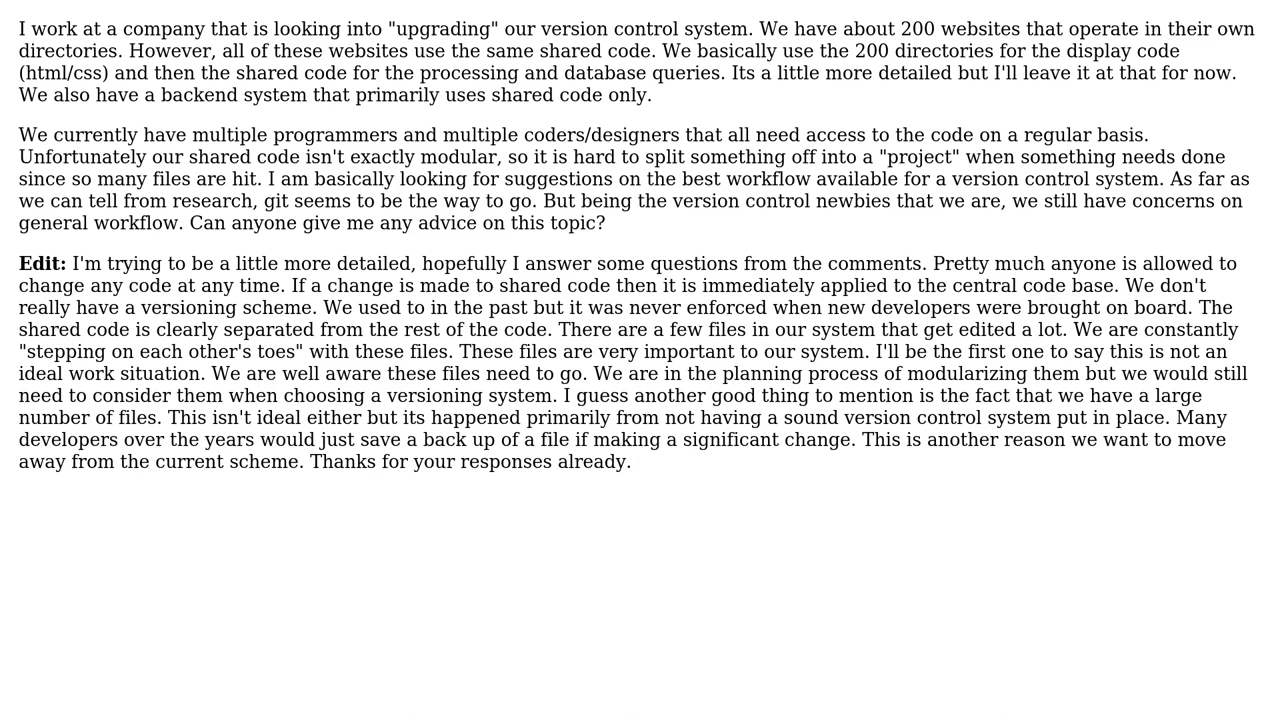 I work at a company that is looking into "upgrading" our version control system. We have about 200 websites that operate in their own
directories. However, all of these websites use the same shared code. We basically use the 200 directories for the display code
(html/css) and then the shared code for the processing and database queries. Its a little more detailed but I'll leave it at that for now.
We also have a backend system that primarily uses shared code only.
We currently have multiple programmers and multiple coders/designers that all need access to the code on a regular basis.
Unfortunately our shared code isn't exactly modular, so it is hard to split something off into a "project" when something needs done
since so many files are hit. I am basically looking for suggestions on the best workflow available for a version control system. As far as
we can tell from research, git seems to be the way to go. But being the version control newbies that we are, we still have concerns on
general workflow. Can anyone give me any advice on this topic?
Edit: I'm trying to be a little more detailed, hopefully I answer some questions from the comments. Pretty much anyone is allowed to
change any code at any time. If a change is made to shared code then it is immediately applied to the central code base. We don't
really have a versioning scheme. We used to in the past but it was never enforced when new developers were brought on board. The
shared code is clearly separated from the rest of the code. There are a few files in our system that get edited a lot. We are constantly
"stepping on each other's toes" with these files. These files are very important to our system. I'll be the first one to say this is not an
ideal work situation. We are well aware these files need to go. We are in the planning process of modularizing them but we would still
need to consider them when choosing a versioning system. I guess another good thing to mention is the fact that we have a large
number of files. This isn't ideal either but its happened primarily from not having a sound version control system put in place. Many
developers over the years would just save a back up of a file if making a significant change. This is another reason we want to move
away from the current scheme. Thanks for your responses already.